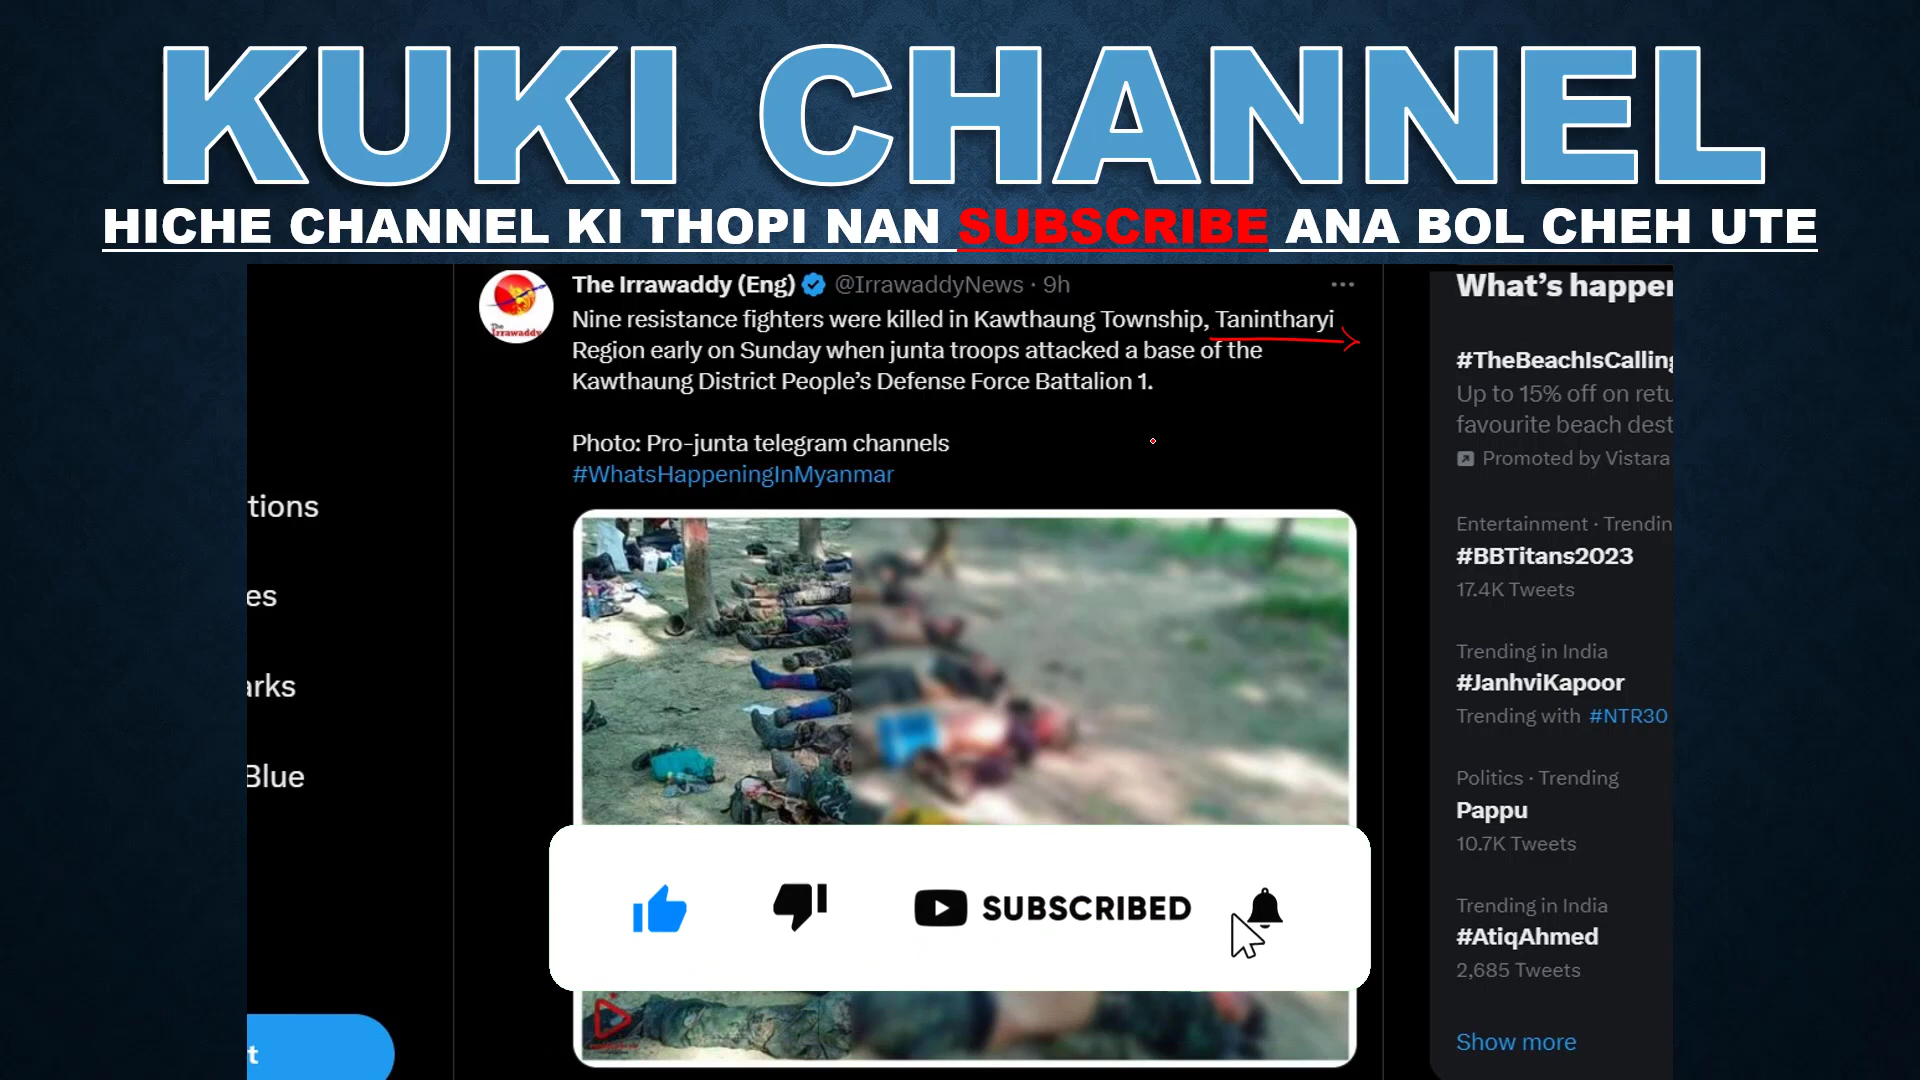 KUKI CHANNEL
HICHE CHANNEL KI THOPI NAN SUBSCRIBE ANA BOL CHEH UTE
The Irrawaddy (Eng) @IrrawaddyNews · 9h
Nine resistance fighters were killed in Kawthaung Township, Tanintharyi
Region early on Sunday when junta troops attacked a base of the
Kawthaung District People’s Defense Force Battalion 1.
Photo: Pro-junta telegram channels
#WhatsHappeningInMyanmar
The
Irrawaddy
tions
es
arks
Blue
t
SUBSCRIBED
What’s happen
#TheBeachIsCalling
Up to 15% off on retu
favourite beach dest
Promoted by Vistara
Entertainment · Trendin
#BBTitans2023
17.4K Tweets
Trending in India
#JanhviKapoor
Trending with #NTR30
Politics · Trending
Pappu
10.7K Tweets
Trending in India
#AtiqAhmed
2,685 Tweets
Show more